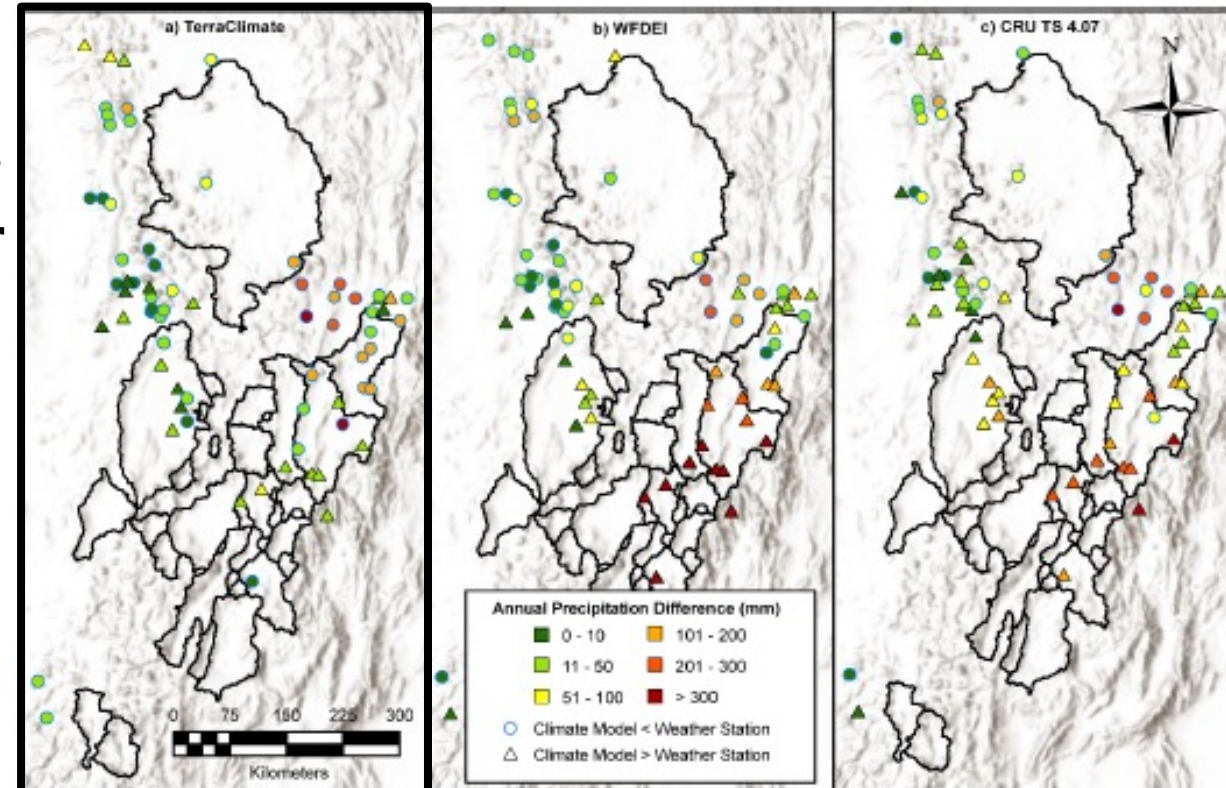 a) TerraClimate
b) WFDEI
c) CRU TS 4.07
N
Annual Precipitation Difference (mm)
0 - 10
101 - 200
11 - 50
201 - 300
51 - 100
> 300
Climate Model < Weather Station
Climate Model > Weather Station
0 75 150 225 300
Kilometers